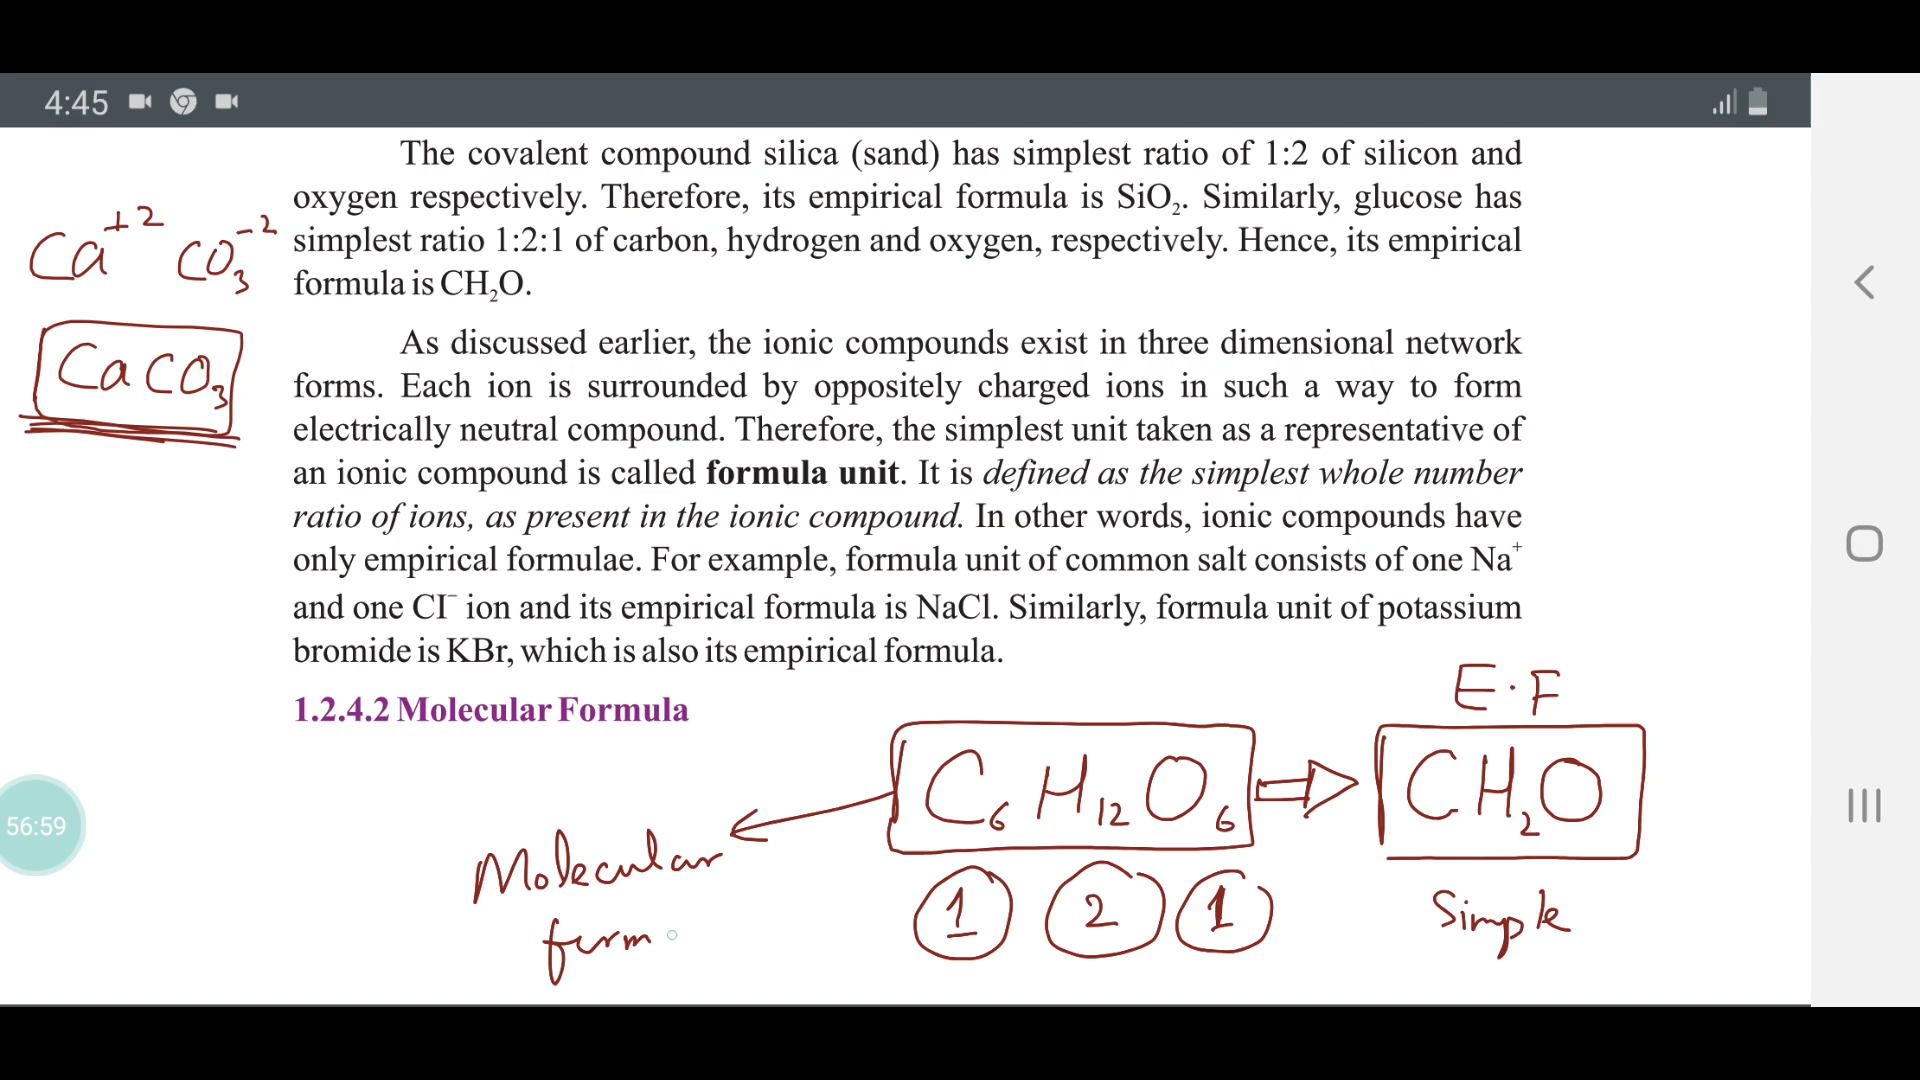 4:45
The covalent compound silica (sand) has simplest ratio of 1:2 of silicon and
oxygen respectively. Therefore, its empirical formula is SiO₂. Similarly, glucose has
simplest ratio 1:2:1 of carbon, hydrogen and oxygen, respectively. Hence, its empirical
formula is CH₂O.
Ca⁺² CO₃⁻²
CaCO₃
As discussed earlier, the ionic compounds exist in three dimensional network
forms. Each ion is surrounded by oppositely charged ions in such a way to form
electrically neutral compound. Therefore, the simplest unit taken as a representative of
an ionic compound is called formula unit. It is defined as the simplest whole number
ratio of ions, as present in the ionic compound. In other words, ionic compounds have
only empirical formulae. For example, formula unit of common salt consists of one Na⁺
and one CI⁻ ion and its empirical formula is NaCl. Similarly, formula unit of potassium
bromide is KBr, which is also its empirical formula.
1.2.4.2 Molecular Formula
E.F
C₆H₁₂O₆ ⇒ CH₂O
56:59
Molecular
form
1 2 1
Simple